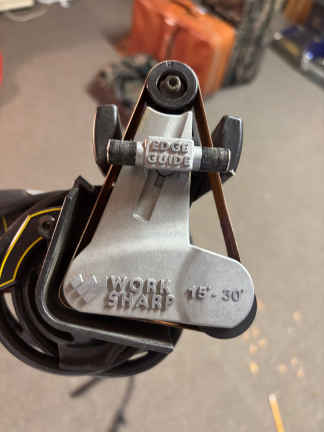 EDGE
GUIDE
WORK
SHARP
15°- 30°